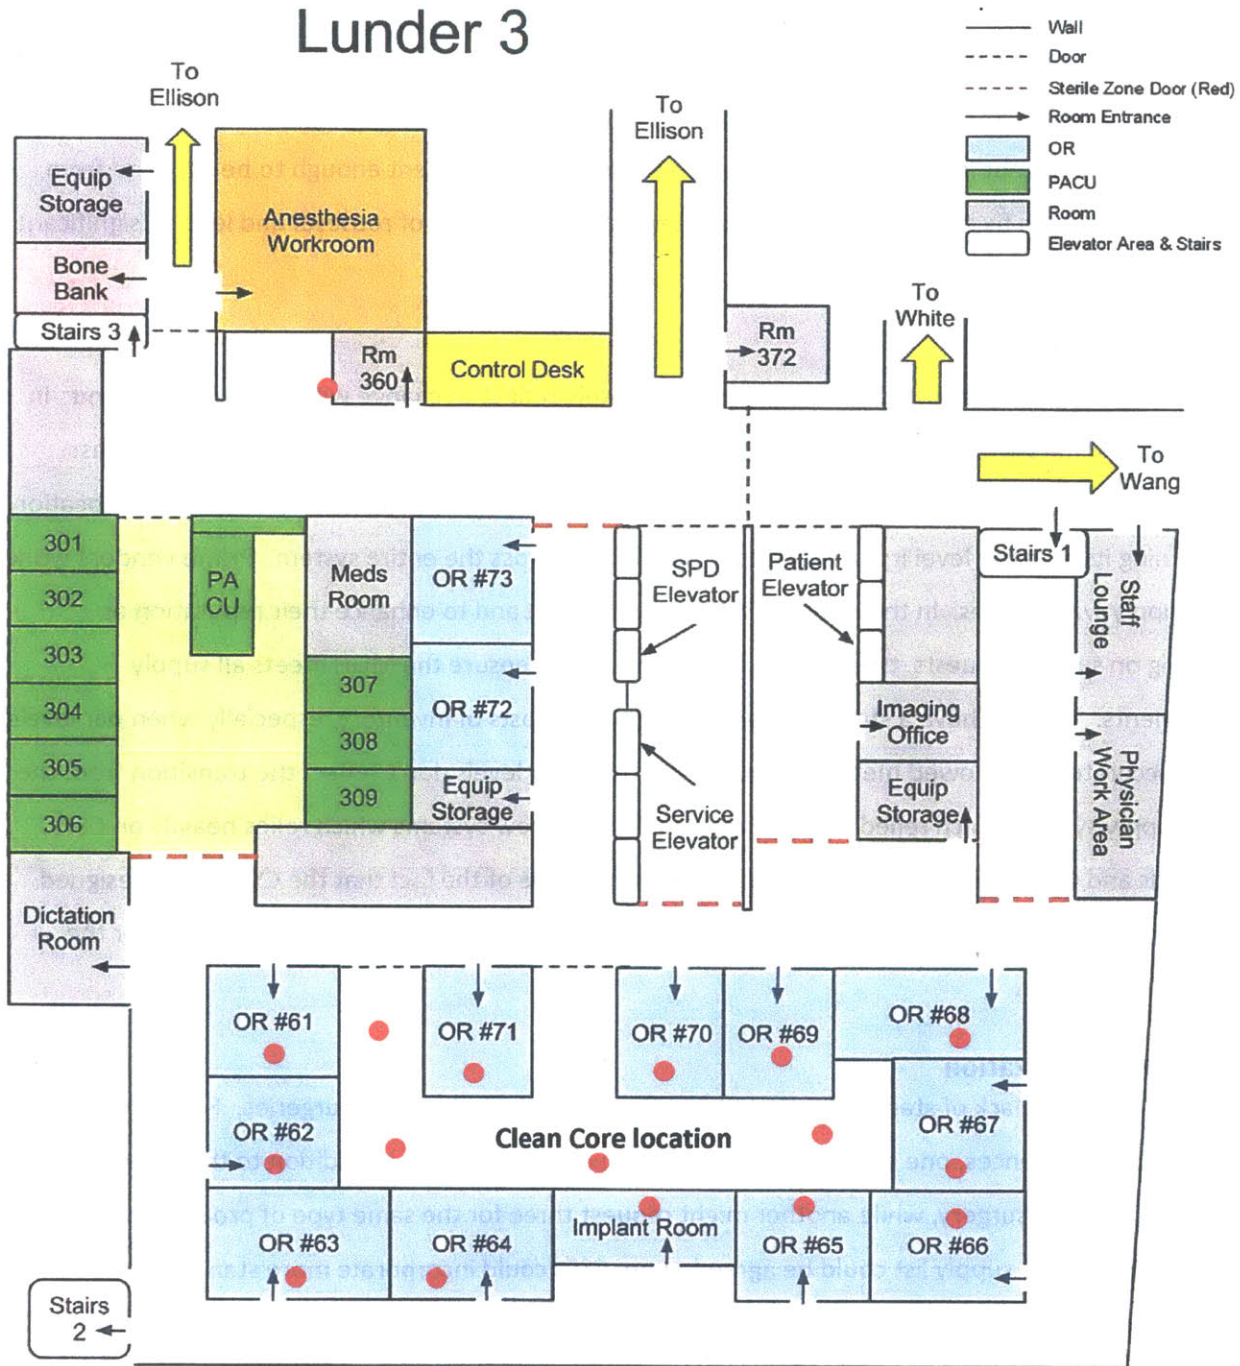 Lunder 3
Wall
Door
Sterile Zone Door (Red)
Room Entrance
OR
PACU
Room
Elevator Area & Stairs
To
Ellison
To
Ellison
To
White
To
Wang
Equip
Storage
Bone
Bank
Stairs 3
Anesthesia
Workroom
Rm
360
Control Desk
Rm
372
301
302
303
304
305
306
PA
CU
Meds
Room
307
308
309
OR #73
OR #72
Equip
Storage
SPD
Elevator
Service
Elevator
Patient
Elevator
Imaging
Office
Equip
Storage
Stairs 1
Staff
Lounge
Physician
Work Area
Dictation
Room
OR #61
OR #71
OR #70
OR #69
OR #68
OR #62
Clean Core location
OR #67
OR #63
OR #64
Implant Room
OR #65
OR #66
Stairs
2